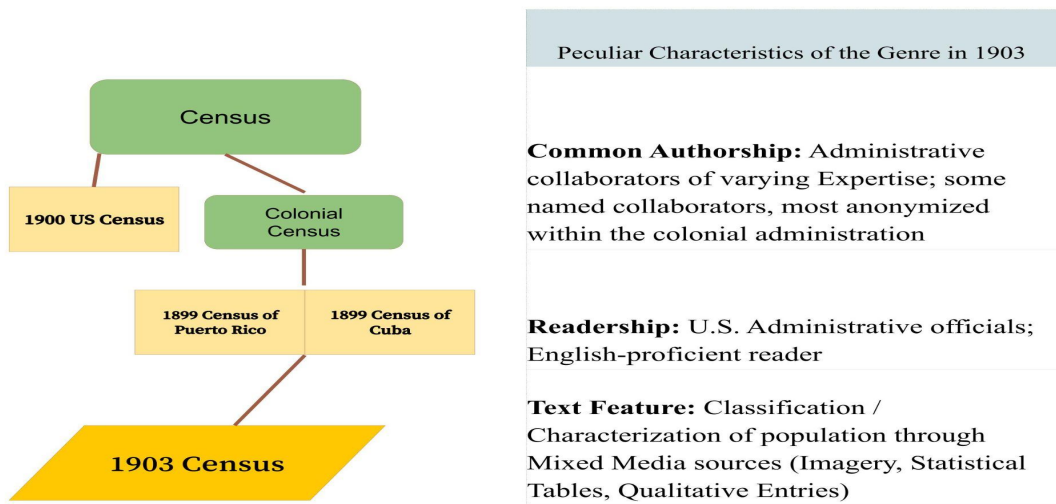 Census
1900 US Census
Colonial
Census
1899 Census of
Puerto Rico
1899 Census of
Cuba
1903 Census
Peculiar Characteristics of the Genre in 1903
Common Authorship: Administrative
collaborators of varying Expertise; some
named collaborators, most anonymized
within the colonial administration
Readership: U.S. Administrative officials;
English-proficient reader
Text Feature: Classification /
Characterization of population through
Mixed Media sources (Imagery, Statistical
Tables, Qualitative Entries)